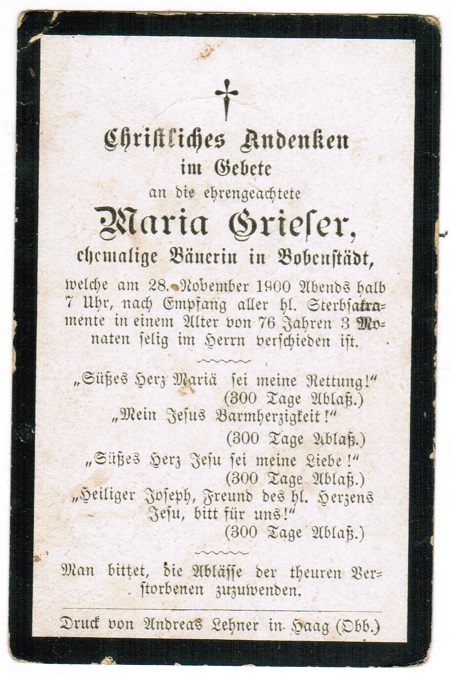 Christliches Andenken
im Gebete
an die ehrengeachtete
Maria Grieser,
ehemalige Bäuerin in Bobenstädt,
welche am 28. November 1900 Abends halb
7 Uhr, nach Empfang aller hl. Sterbsakra-
mente in einem Alter von 76 Jahren 3 Mo-
naten selig im Herrn verschieden ist.
„Süßes Herz Mariä sei meine Rettung!“
(300 Tage Ablaß.)
„Mein Jesus Barmherzigkeit!“
(300 Tage Ablaß.)
„Süßes Herz Jesu sei meine Liebe!“
(300 Tage Ablaß.)
„Heiliger Joseph, Freund des hl. Herzens
Jesu, bitt für uns!“
(300 Tage Ablaß.)
Man bittet, die Ablässe der theuren Ver-
storbenen zuzuwenden.
Druck von Andreas Lehner in Haag (Obb.)